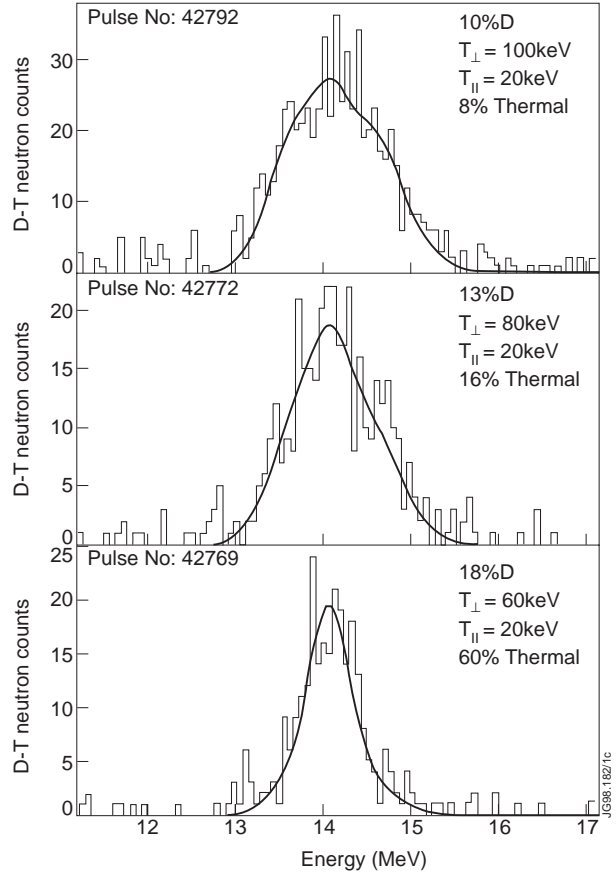 Pulse No: 42792
10%D
T⊥ = 100keV
T|| = 20keV
8% Thermal
D-T neutron counts
30
20
10
0
Pulse No: 42772
13%D
T⊥ = 80keV
T|| = 20keV
16% Thermal
D-T neutron counts
20
15
10
5
0
Pulse No: 42769
18%D
T⊥ = 60keV
T|| = 20keV
60% Thermal
D-T neutron counts
25
20
15
10
5
0
12 13 14 15 16 17
Energy (MeV)
JG98.182/1c